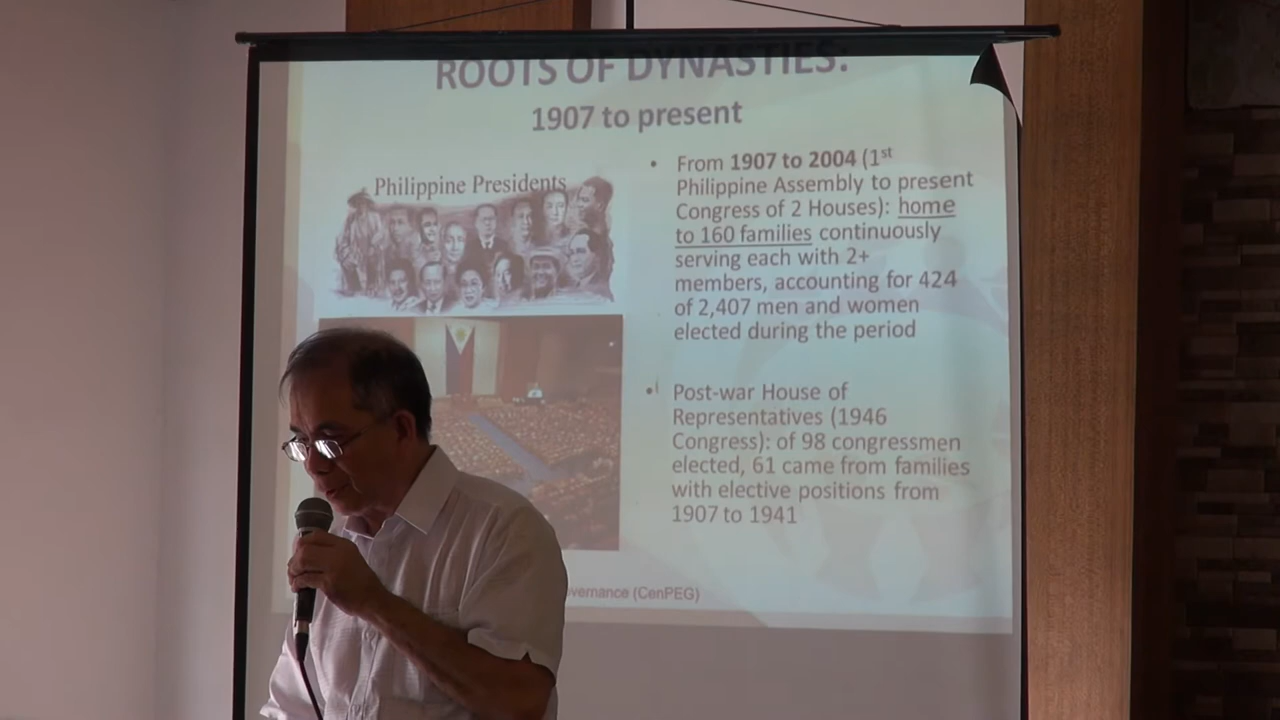 ROOTS OF DYNASTIES:
1907 to present
Philippine Presidents
• From 1907 to 2004 (1st
Philippine Assembly to present
Congress of 2 Houses): home
to 160 families continuously
serving each with 2+
members, accounting for 424
of 2,407 men and women
elected during the period
• Post-war House of
Representatives (1946
Congress): of 98 congressmen
elected, 61 came from families
with elective positions from
1907 to 1941
vernance (CenPEG)